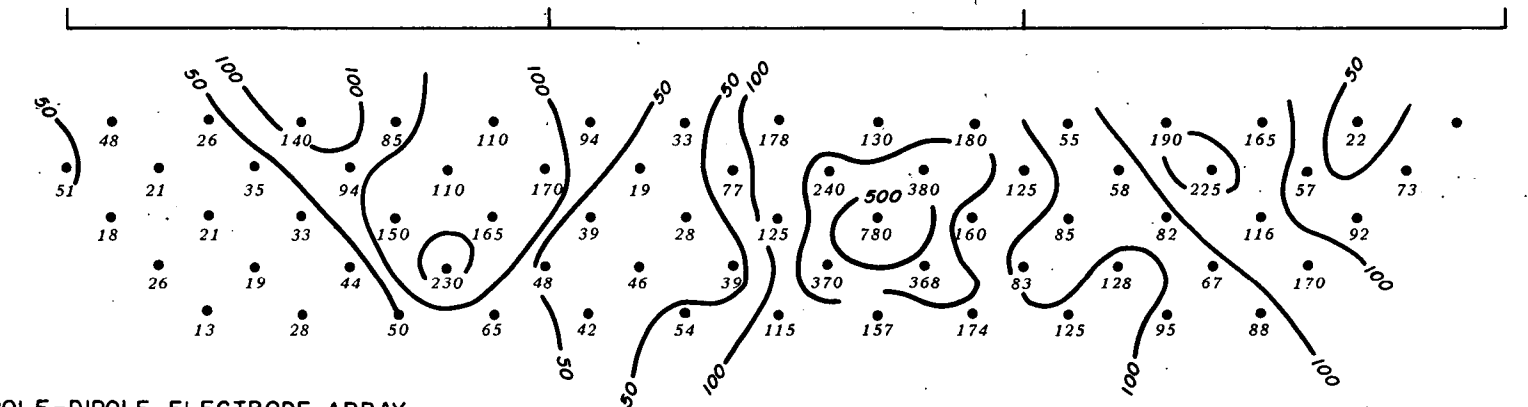 50 100 100 100 50 50 100 50
48 26 140 85 110 94 33 178 130 180 55 190 165 22
51 21 35 94 110 170 19 77 240 380 125 58 225 57 73
500
18 21 33 150 165 39 28 125 780 160 85 82 116 92
26 19 44 230 48 46 39 370 368 83 128 67 170 100
13 28 50 65 42 54 115 157 174 125 95 88
50 50 100 100 100
POLE-DIPOLE ELECTRODE ARRAY